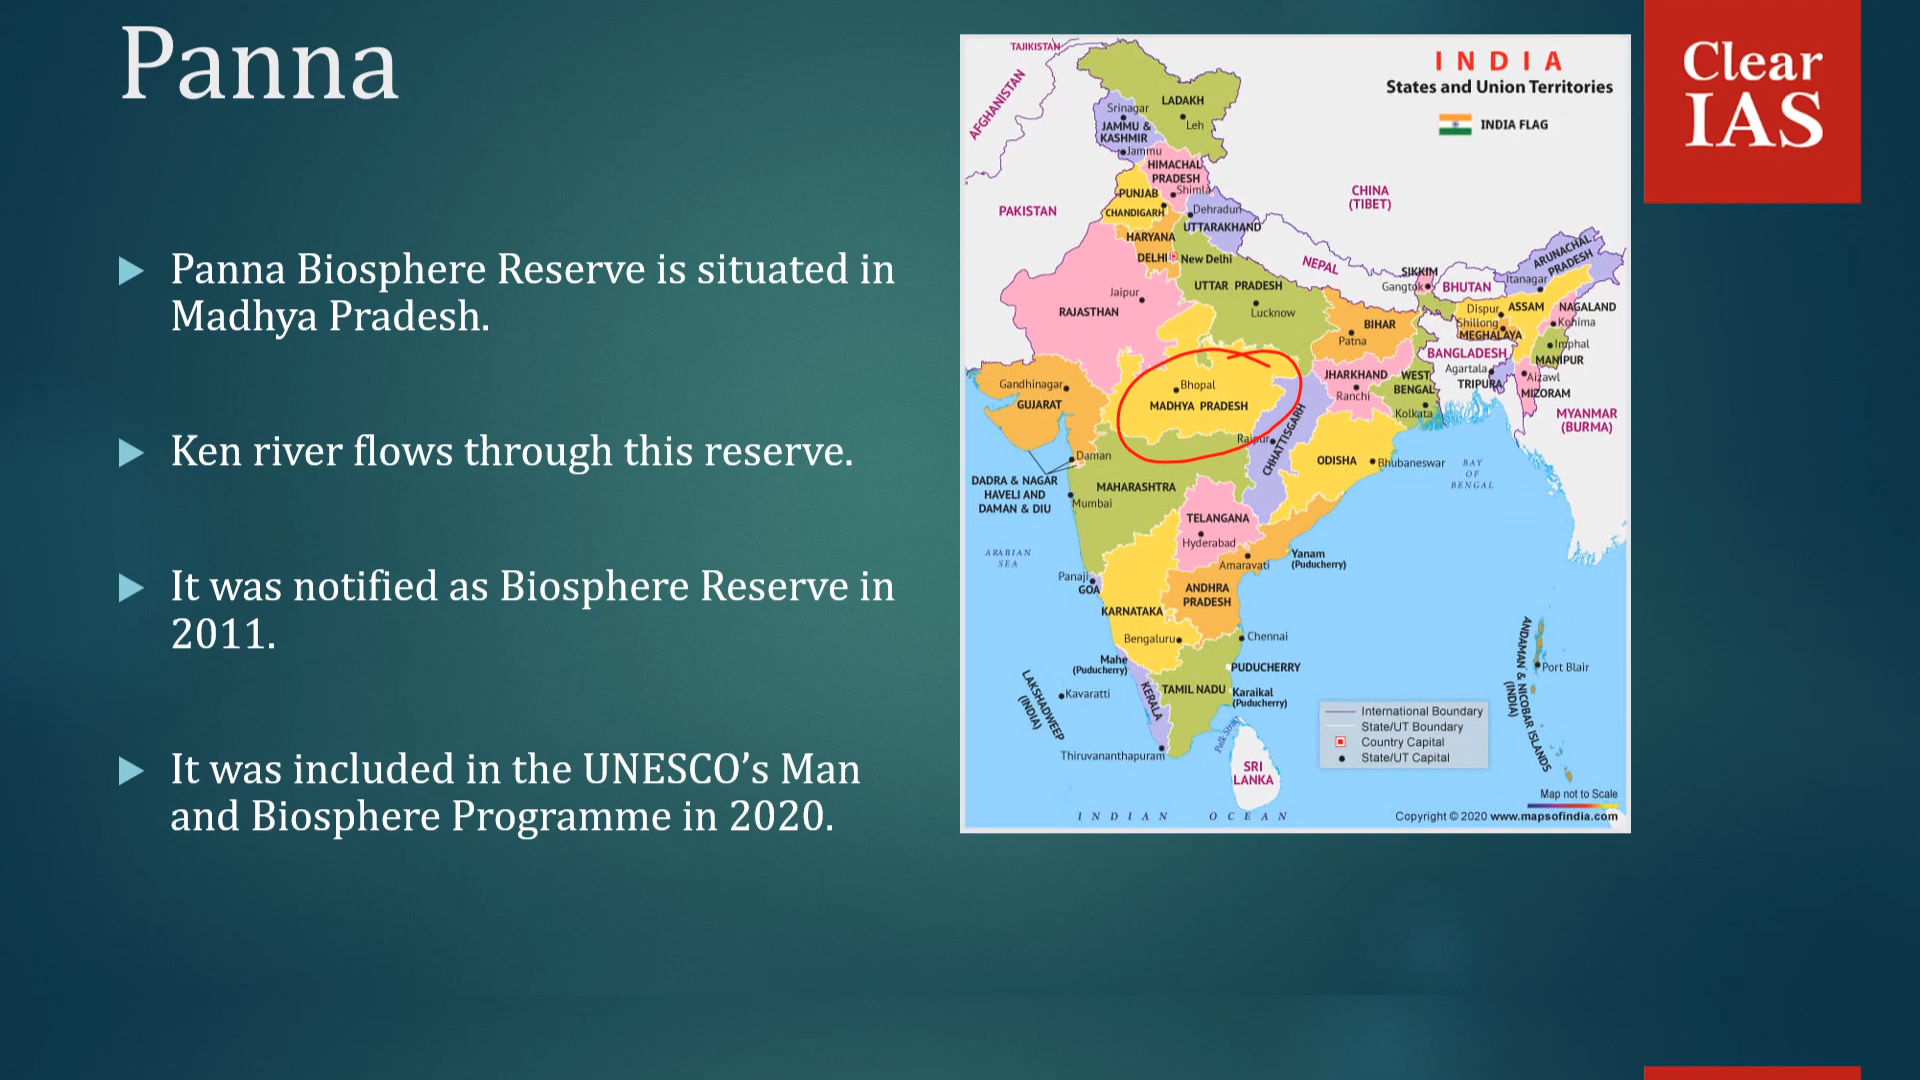 Panna
Panna Biosphere Reserve is situated in
Madhya Pradesh.
Ken river flows through this reserve.
It was notified as Biosphere Reserve in
2011.
It was included in the UNESCO’s Man
and Biosphere Programme in 2020.
Clear
IAS
INDIA
States and Union Territories
INDIA FLAG
TAJIKISTAN
AFGHANISTAN
PAKISTAN
CHINA
(TIBET)
NEPAL
BHUTAN
BANGLADESH
MYANMAR
(BURMA)
SRI
LANKA
LADAKH
Leh
Srinagar
JAMMU &
KASHMIR
Jammu
HIMACHAL
PRADESH
Shimla
PUNJAB
CHANDIGARH
Dehradun
UTTARAKHAND
HARYANA
DELHI
New Delhi
UTTAR PRADESH
Lucknow
Jaipur
RAJASTHAN
BIHAR
Patna
SIKKIM
Gangtok
ARUNACHAL
PRADESH
Itanagar
Dispur
ASSAM
NAGALAND
Shillong
Kohima
MEGHALAYA
Imphal
MANIPUR
Agartala
TRIPURA
Aizawl
MIZORAM
Gandhinagar
GUJARAT
Bhopal
MADHYA PRADESH
JHARKHAND
Ranchi
WEST
BENGAL
Kolkata
Raipur
CHHATTISGARH
ODISHA
Bhubaneswar
Daman
DADRA & NAGAR
HAVELI AND
DAMAN & DIU
MAHARASHTRA
Mumbai
TELANGANA
Hyderabad
Amaravati
Yanam
(Puducherry)
ANDHRA
PRADESH
Panaji
GOA
KARNATAKA
Bengaluru
Chennai
Mahe
(Puducherry)
PUDUCHERRY
TAMIL NADU
Karaikal
(Puducherry)
KERALA
Thiruvananthapuram
LAKSHADWEEP
(INDIA)
Kavaratti
Palk Strait
ANDAMAN & NICOBAR ISLANDS
(INDIA)
Port Blair
ARABIAN
SEA
BAY
OF
BENGAL
INDIAN OCEAN
International Boundary
State/UT Boundary
Country Capital
State/UT Capital
Map not to Scale
Copyright © 2020 www.mapsofindia.com